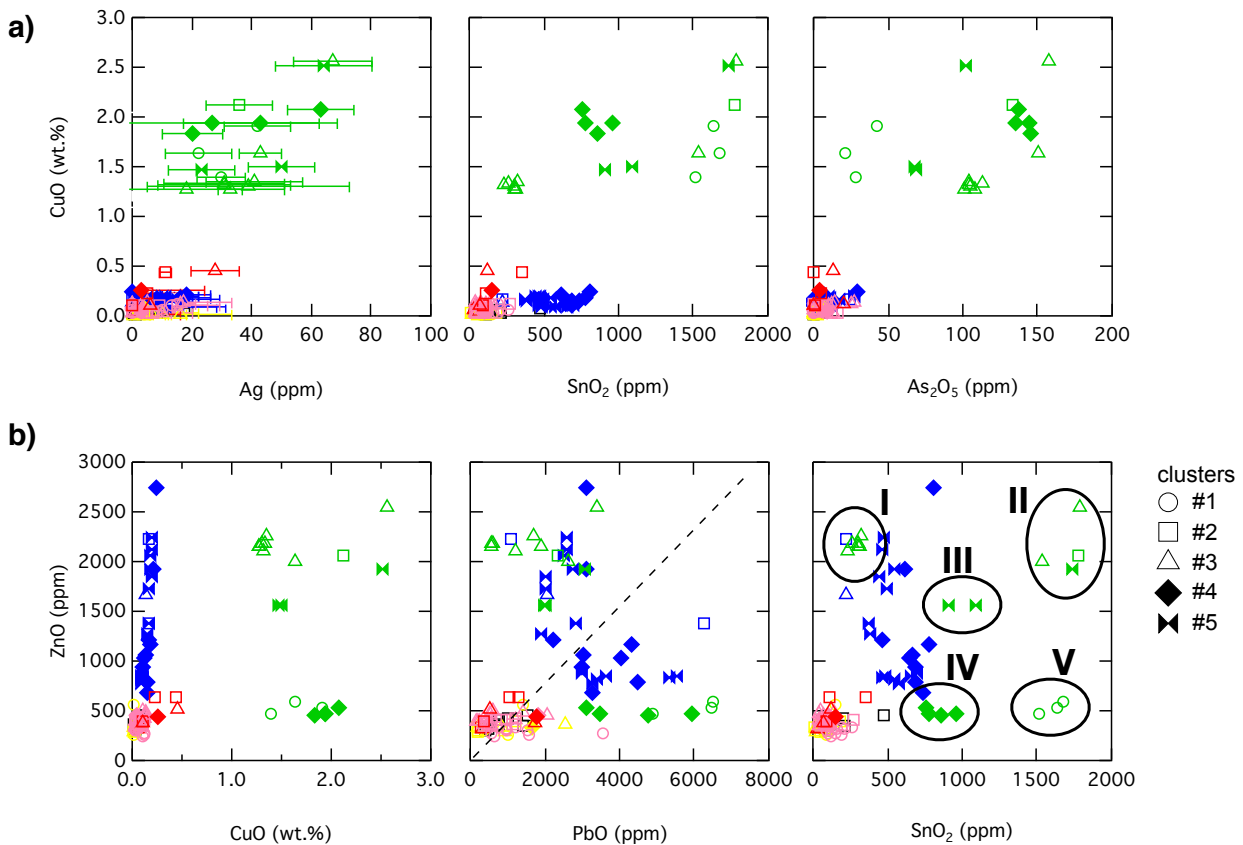 a)
CuO (wt.%)
3.0
2.5
2.0
1.5
1.0
0.5
0.0
0 20 40 60 80 100
0 500 1000 1500 2000
0 50 100 150 200
Ag (ppm)
SnO2 (ppm)
As2O5 (ppm)
b)
ZnO (ppm)
3000
2500
2000
1500
1000
500
0
I
II
III
IV
V
0.0 1.0 2.0 3.0
0 2000 4000 6000 8000
0 500 1000 1500 2000
CuO (wt.%)
PbO (ppm)
SnO2 (ppm)
clusters
#1
#2
#3
#4
#5